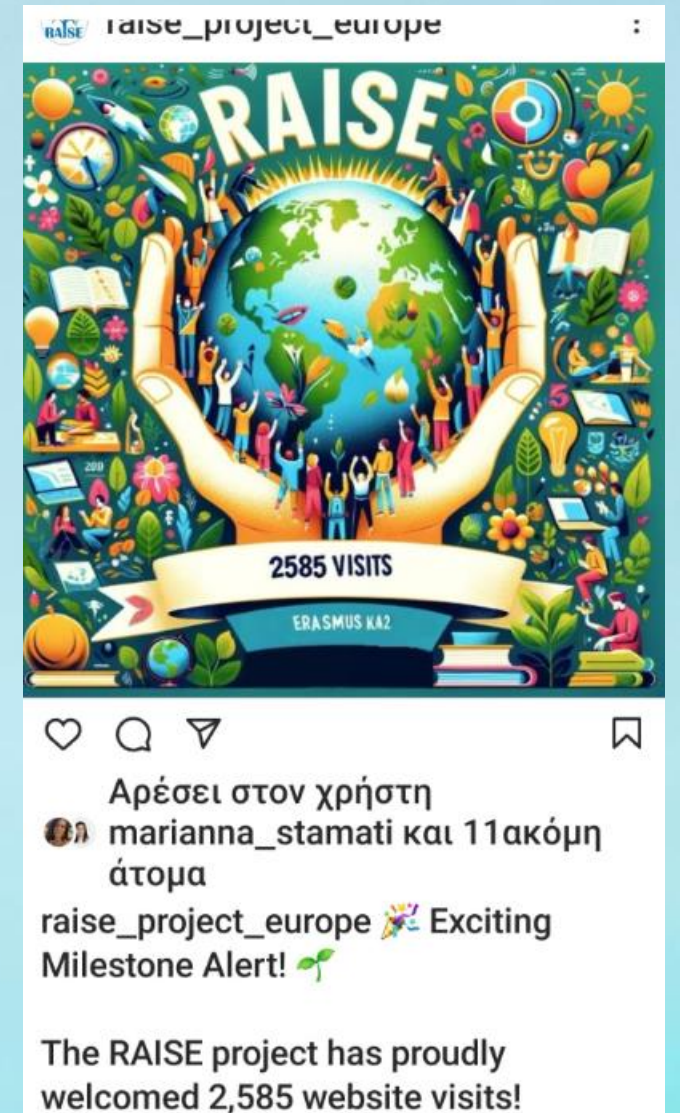 RAISE raise_project_europe
RAISE
2585 VISITS
ERASMUS KA2
Αρέσει στον χρήστη
marianna_stamati και 11ακόμη
άτομα
raise_project_europe 🎉 Exciting
Milestone Alert! 🌱
The RAISE project has proudly
welcomed 2,585 website visits!